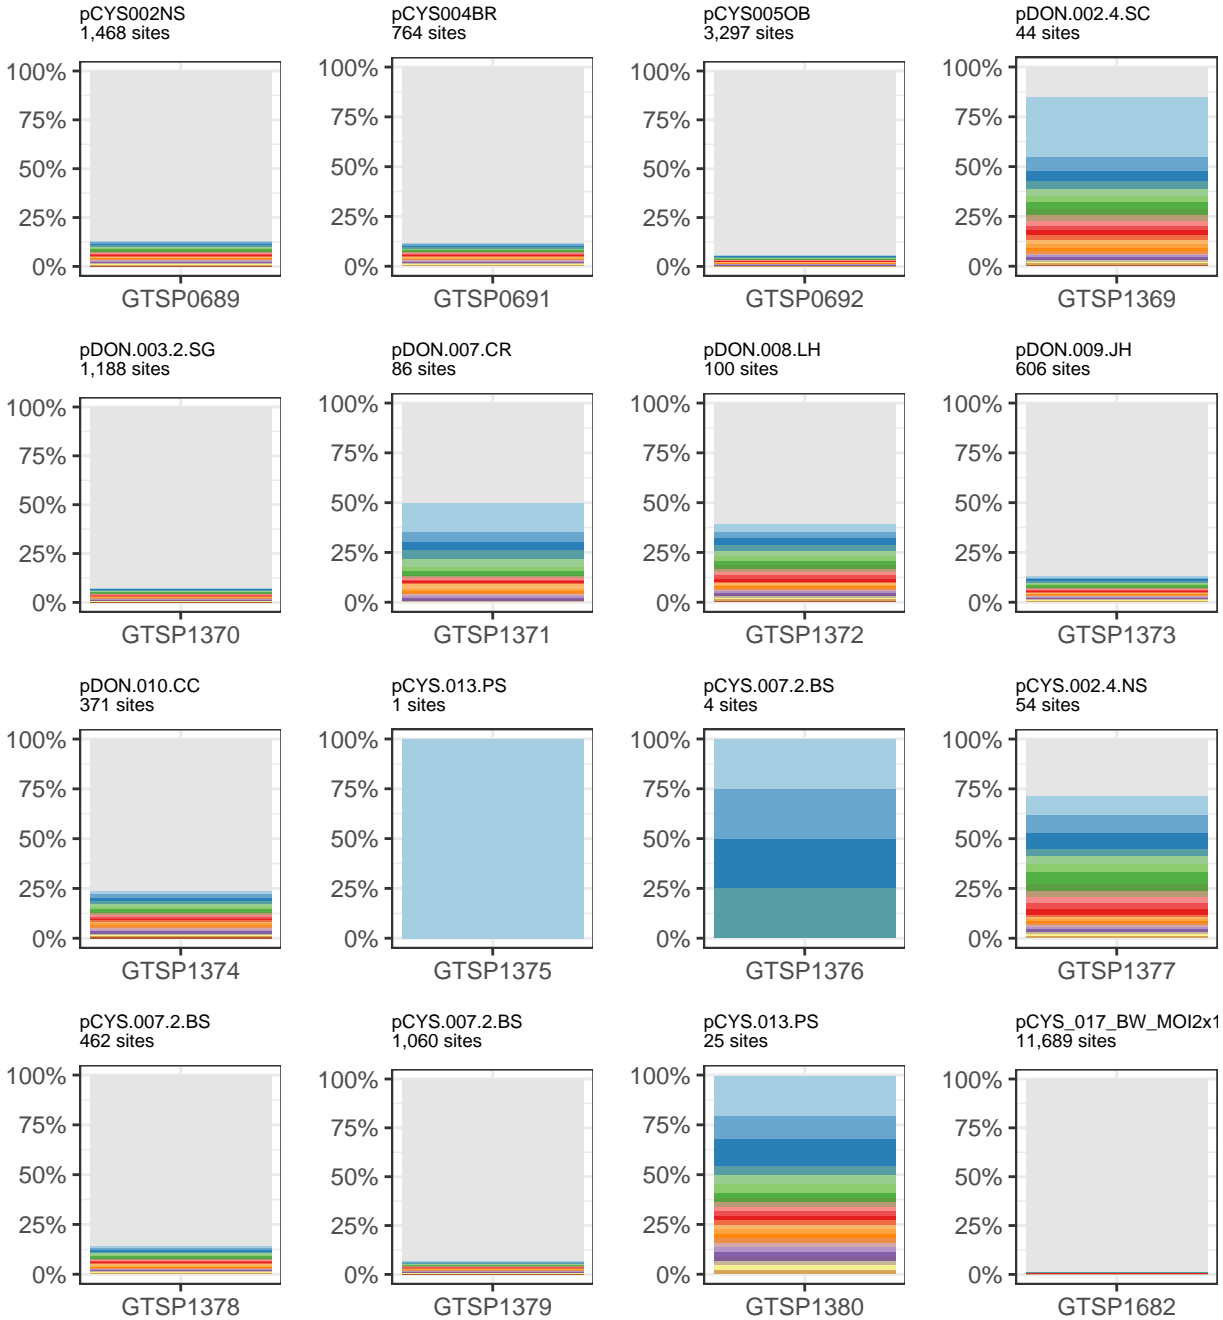 pCYS002NS
1,468 sites
100%
75%
50%
25%
0%
GTSP0689
pCYS004BR
764 sites
100%
75%
50%
25%
0%
GTSP0691
pCYS005OB
3,297 sites
100%
75%
50%
25%
0%
GTSP0692
pDON.002.4.SC
44 sites
100%
75%
50%
25%
0%
GTSP1369
pDON.003.2.SG
1,188 sites
100%
75%
50%
25%
0%
GTSP1370
pDON.007.CR
86 sites
100%
75%
50%
25%
0%
GTSP1371
pDON.008.LH
100 sites
100%
75%
50%
25%
0%
GTSP1372
pDON.009.JH
606 sites
100%
75%
50%
25%
0%
GTSP1373
pDON.010.CC
371 sites
100%
75%
50%
25%
0%
GTSP1374
pCYS.013.PS
1 sites
100%
75%
50%
25%
0%
GTSP1375
pCYS.007.2.BS
4 sites
100%
75%
50%
25%
0%
GTSP1376
pCYS.002.4.NS
54 sites
100%
75%
50%
25%
0%
GTSP1377
pCYS.007.2.BS
462 sites
100%
75%
50%
25%
0%
GTSP1378
pCYS.007.2.BS
1,060 sites
100%
75%
50%
25%
0%
GTSP1379
pCYS.013.PS
25 sites
100%
75%
50%
25%
0%
GTSP1380
pCYS_017_BW_MOI2x1
11,689 sites
100%
75%
50%
25%
0%
GTSP1682